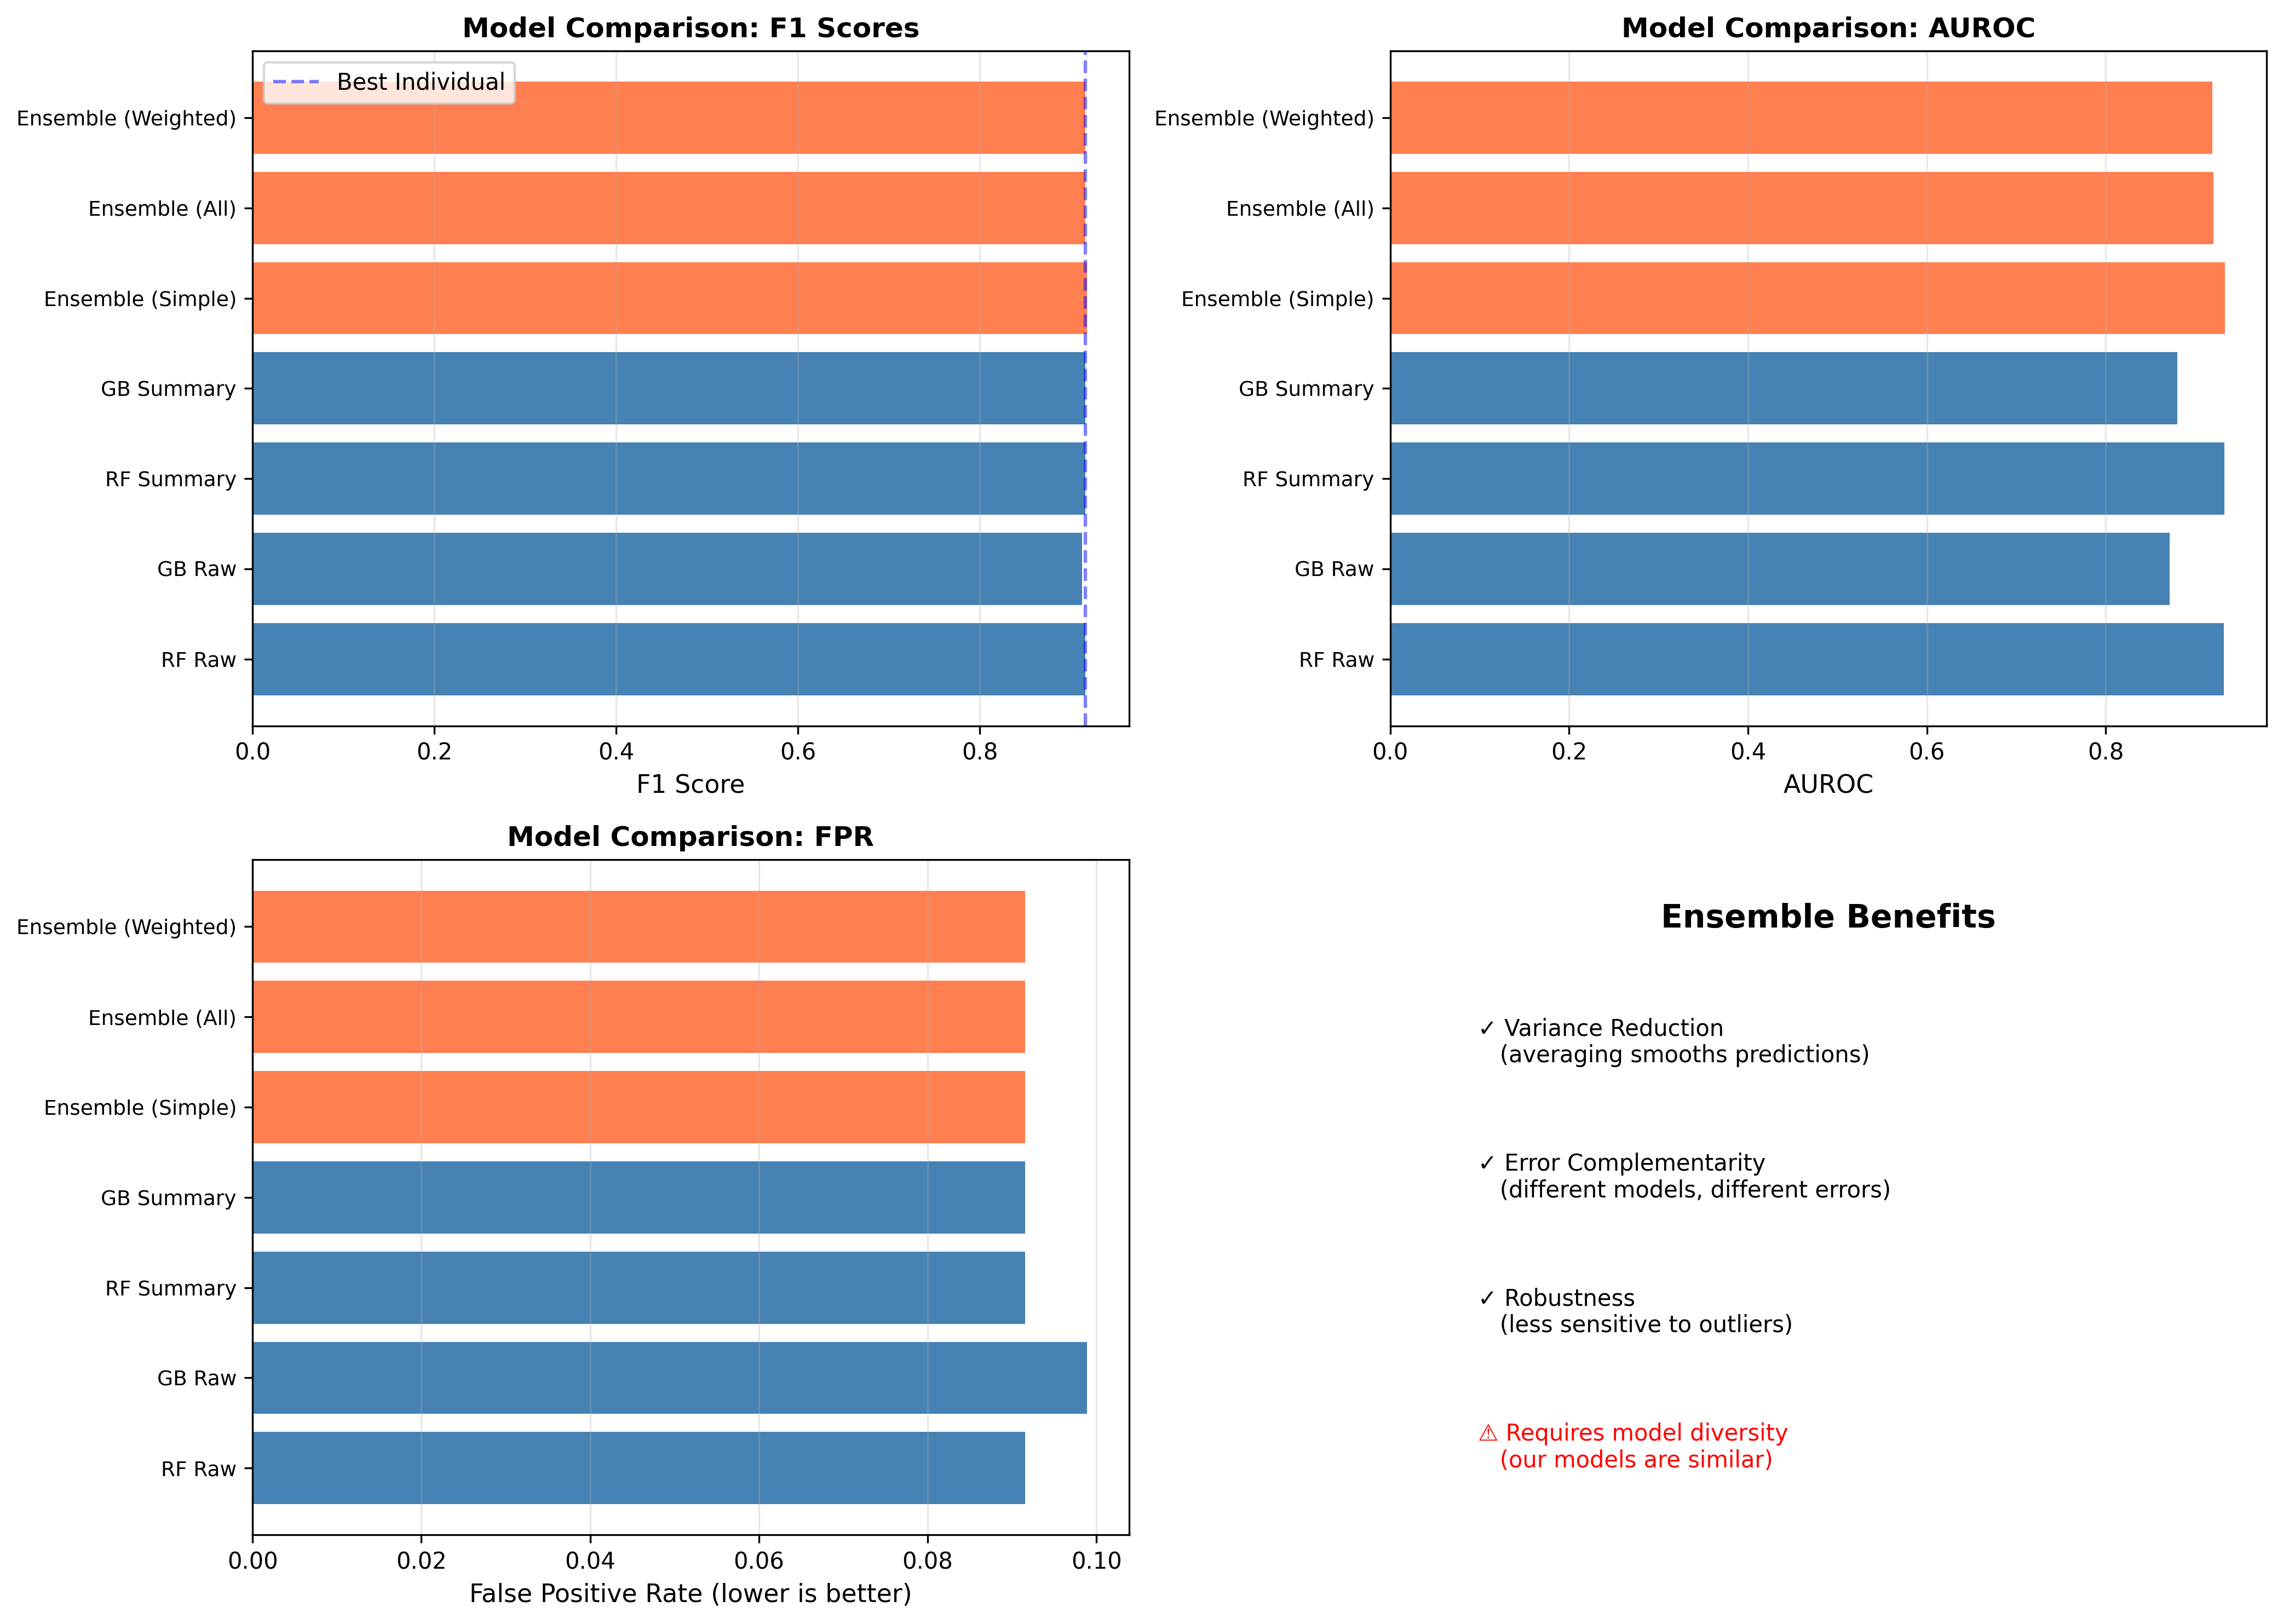 Model Comparison: F1 Scores
Best Individual
Ensemble (Weighted)
Ensemble (All)
Ensemble (Simple)
GB Summary
RF Summary
GB Raw
RF Raw
0.0 0.2 0.4 0.6 0.8
F1 Score
Model Comparison: AUROC
Ensemble (Weighted)
Ensemble (All)
Ensemble (Simple)
GB Summary
RF Summary
GB Raw
RF Raw
0.0 0.2 0.4 0.6 0.8
AUROC
Model Comparison: FPR
Ensemble (Weighted)
Ensemble (All)
Ensemble (Simple)
GB Summary
RF Summary
GB Raw
RF Raw
0.00 0.02 0.04 0.06 0.08 0.10
False Positive Rate (lower is better)
Ensemble Benefits
✓ Variance Reduction
(averaging smooths predictions)
✓ Error Complementarity
(different models, different errors)
✓ Robustness
(less sensitive to outliers)
⚠ Requires model diversity
(our models are similar)